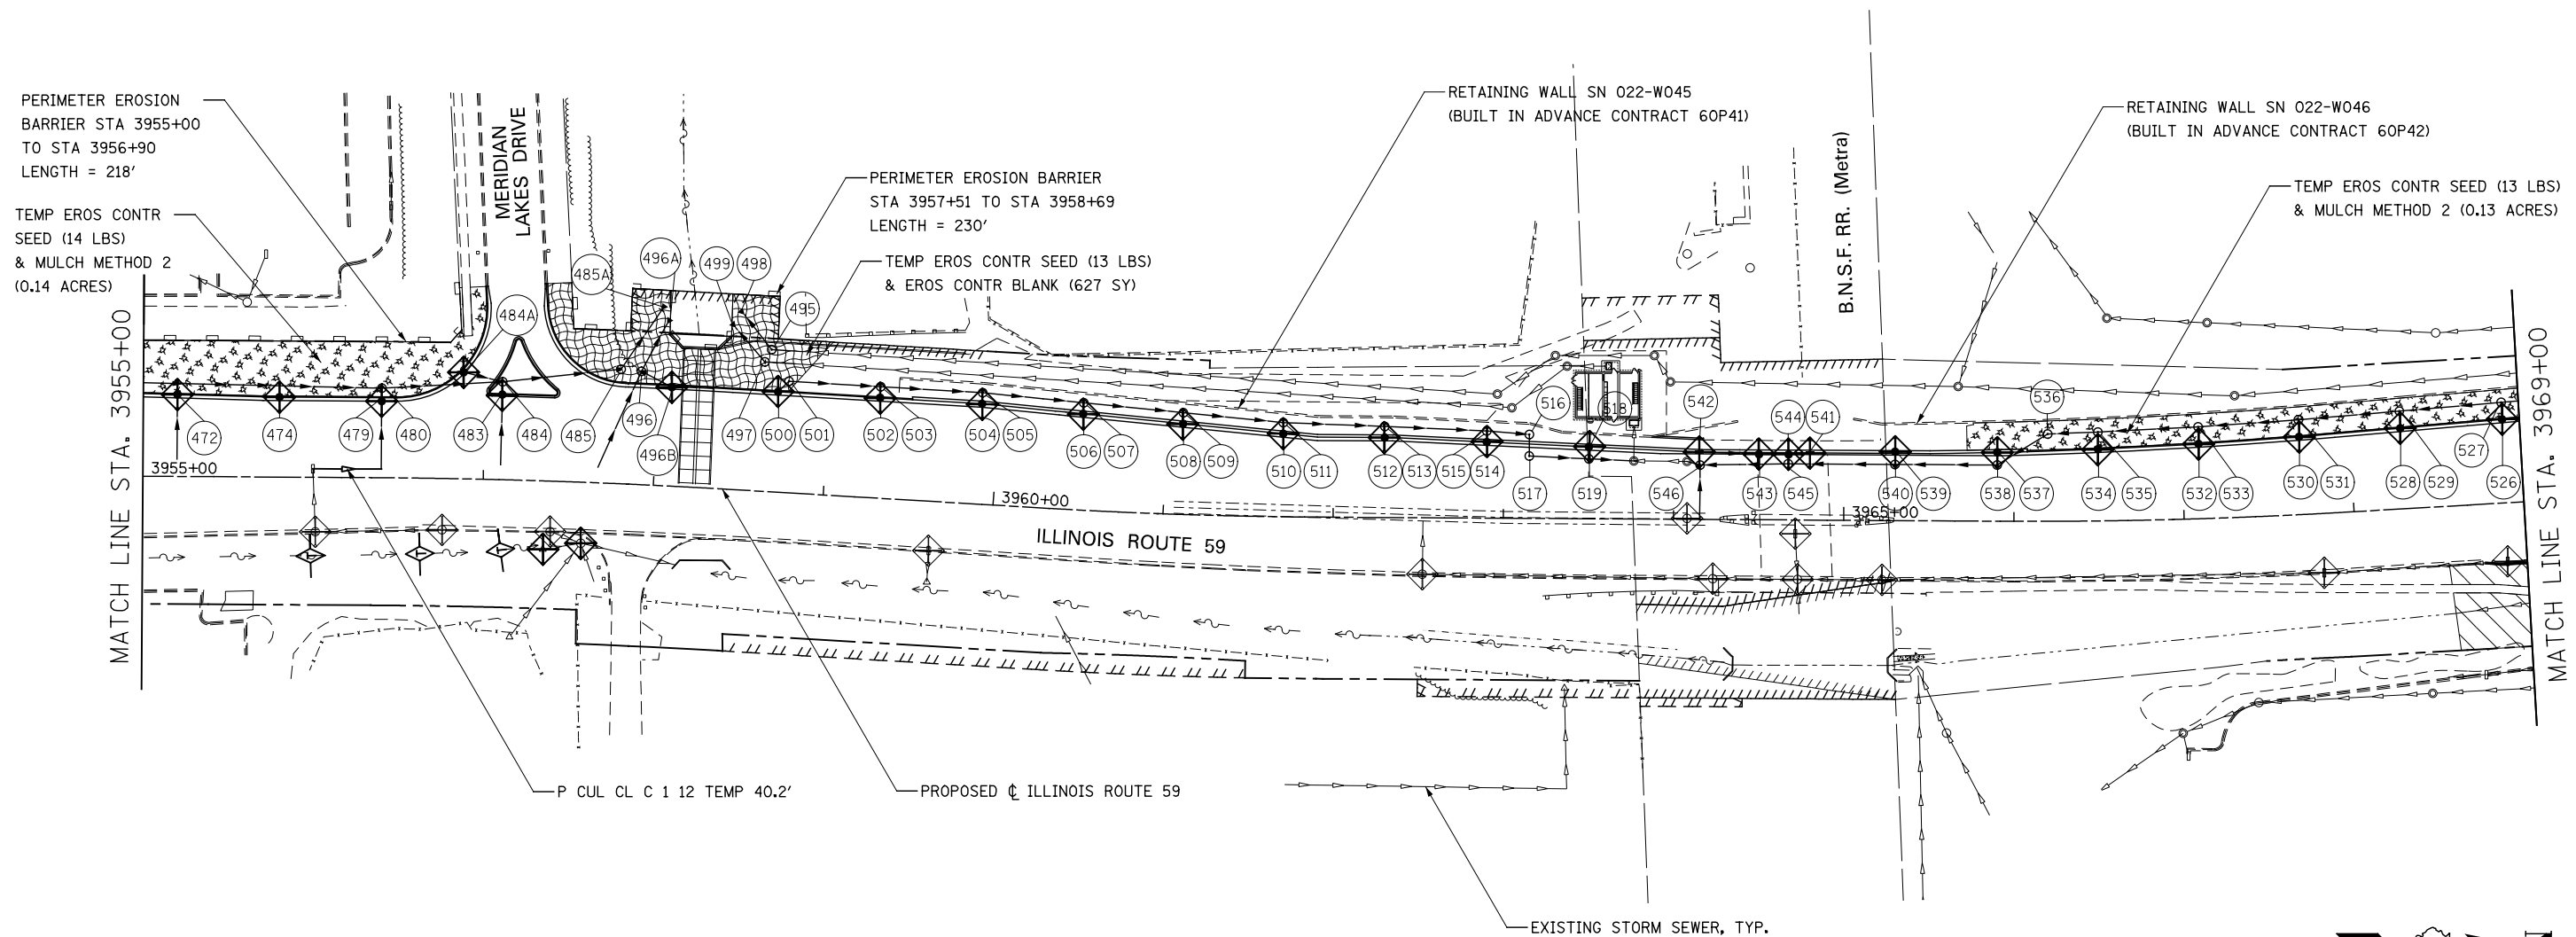 PERIMETER EROSION
BARRIER STA 3955+00
TO STA 3956+90
LENGTH = 218'
TEMP EROS CONTR
SEED (14 LBS)
& MULCH METHOD 2
(0.14 ACRES)
MERIDIAN
LAKES DRIVE
PERIMETER EROSION BARRIER
STA 3957+51 TO STA 3958+69
LENGTH = 230'
TEMP EROS CONTR SEED (13 LBS)
& EROS CONTR BLANK (627 SY)
RETAINING WALL SN 022-W045
(BUILT IN ADVANCE CONTRACT 60P41)
B.N.S.F. RR. (Metra)
RETAINING WALL SN 022-W046
(BUILT IN ADVANCE CONTRACT 60P42)
TEMP EROS CONTR SEED (13 LBS)
& MULCH METHOD 2 (0.13 ACRES)
MATCH LINE STA. 3955+00
MATCH LINE STA. 3969+00
485A
496A
499
498
495
484A
472
474
479
480
483
484
485
496
496B
497
500
501
502
503
504
505
506
507
508
509
510
511
512
513
515
514
516
517
518
519
542
546
544
541
543
545
540
539
538
537
536
534
535
532
533
530
531
528
529
527
526
3955+00
3960+00
3965+00
ILLINOIS ROUTE 59
P CUL CL C 1 12 TEMP 40.2'
PROPOSED ℄ ILLINOIS ROUTE 59
EXISTING STORM SEWER, TYP.